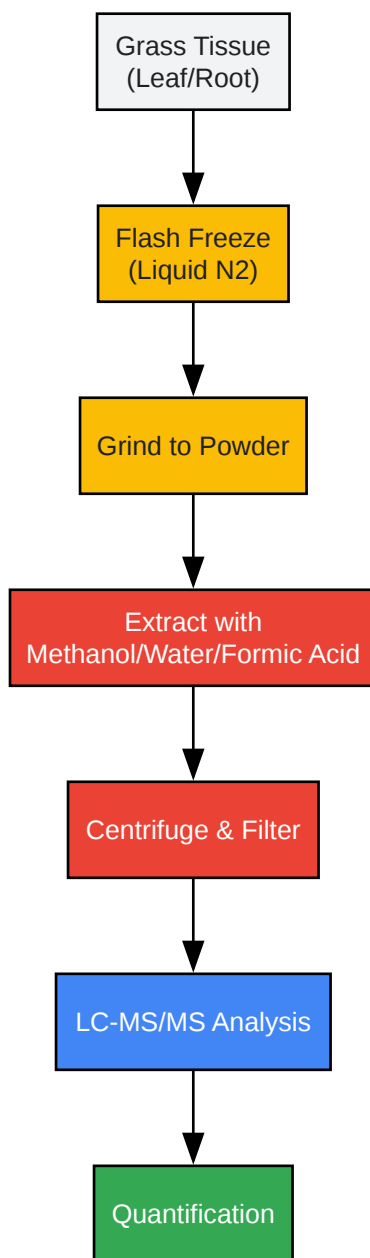 Grass Tissue
(Leaf/Root)
Flash Freeze
(Liquid N2)
Grind to Powder
Extract with
Methanol/Water/Formic Acid
Centrifuge & Filter
LC-MS/MS Analysis
Quantification